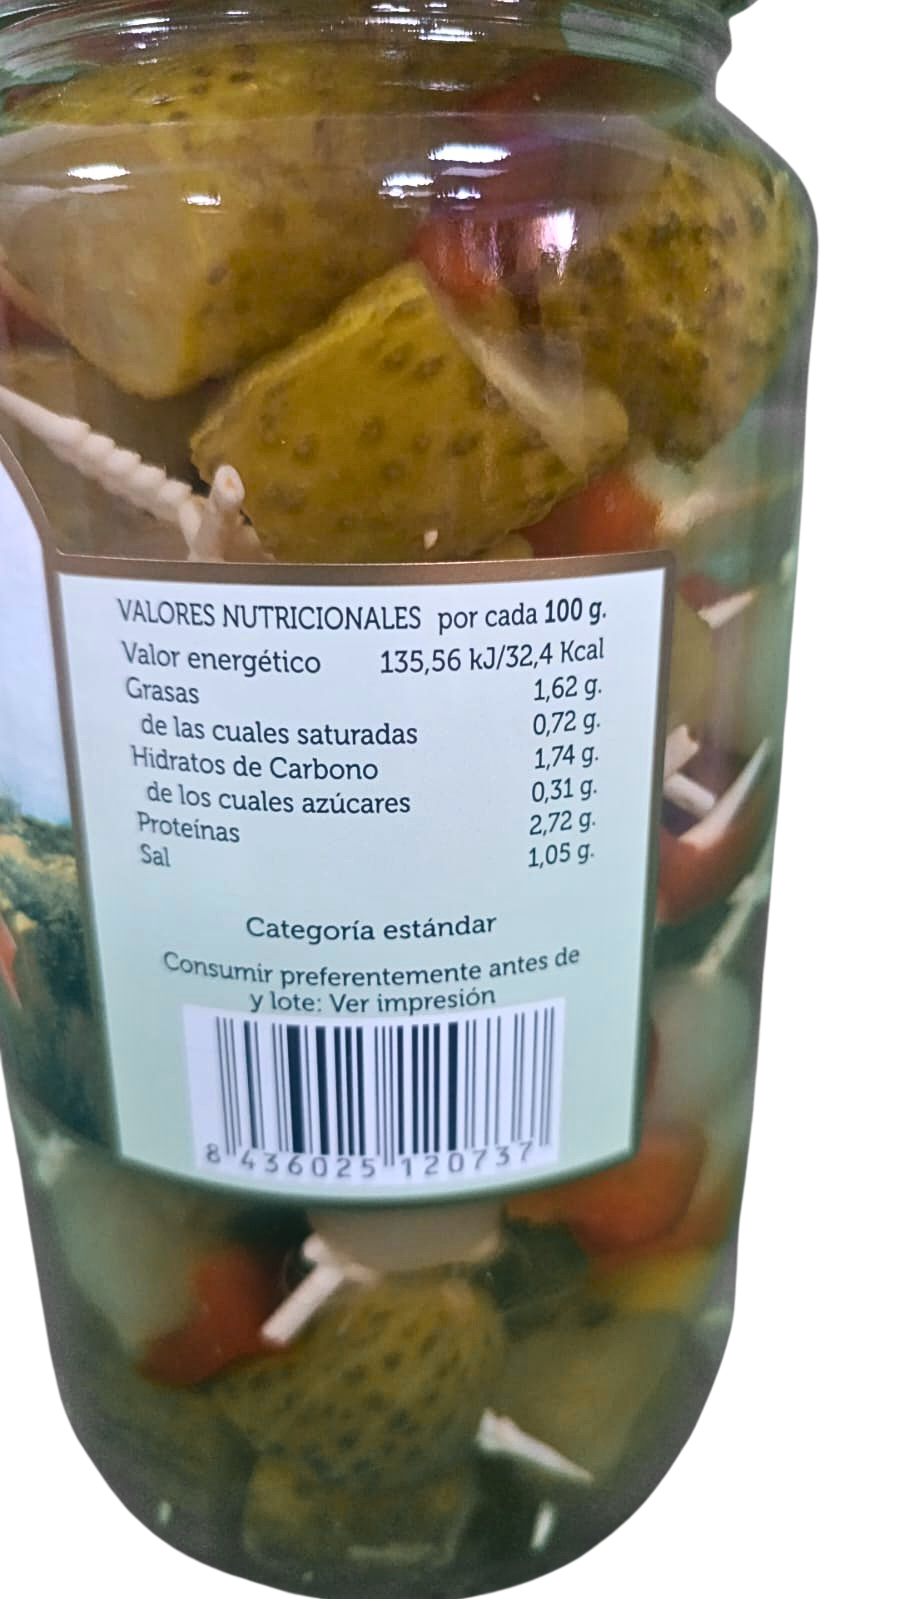 VALORES NUTRICIONALES por cada 100 g.
Valor energético 135,56 kJ/32,4 Kcal
Grasas 1,62 g.
de las cuales saturadas 0,72 g.
Hidratos de Carbono 1,74 g.
de los cuales azúcares 0,31 g.
Proteínas 2,72 g.
Sal 1,05 g.
Categoría estándar
Consumir preferentemente antes de
y lote: Ver impresión
8 436025 120737